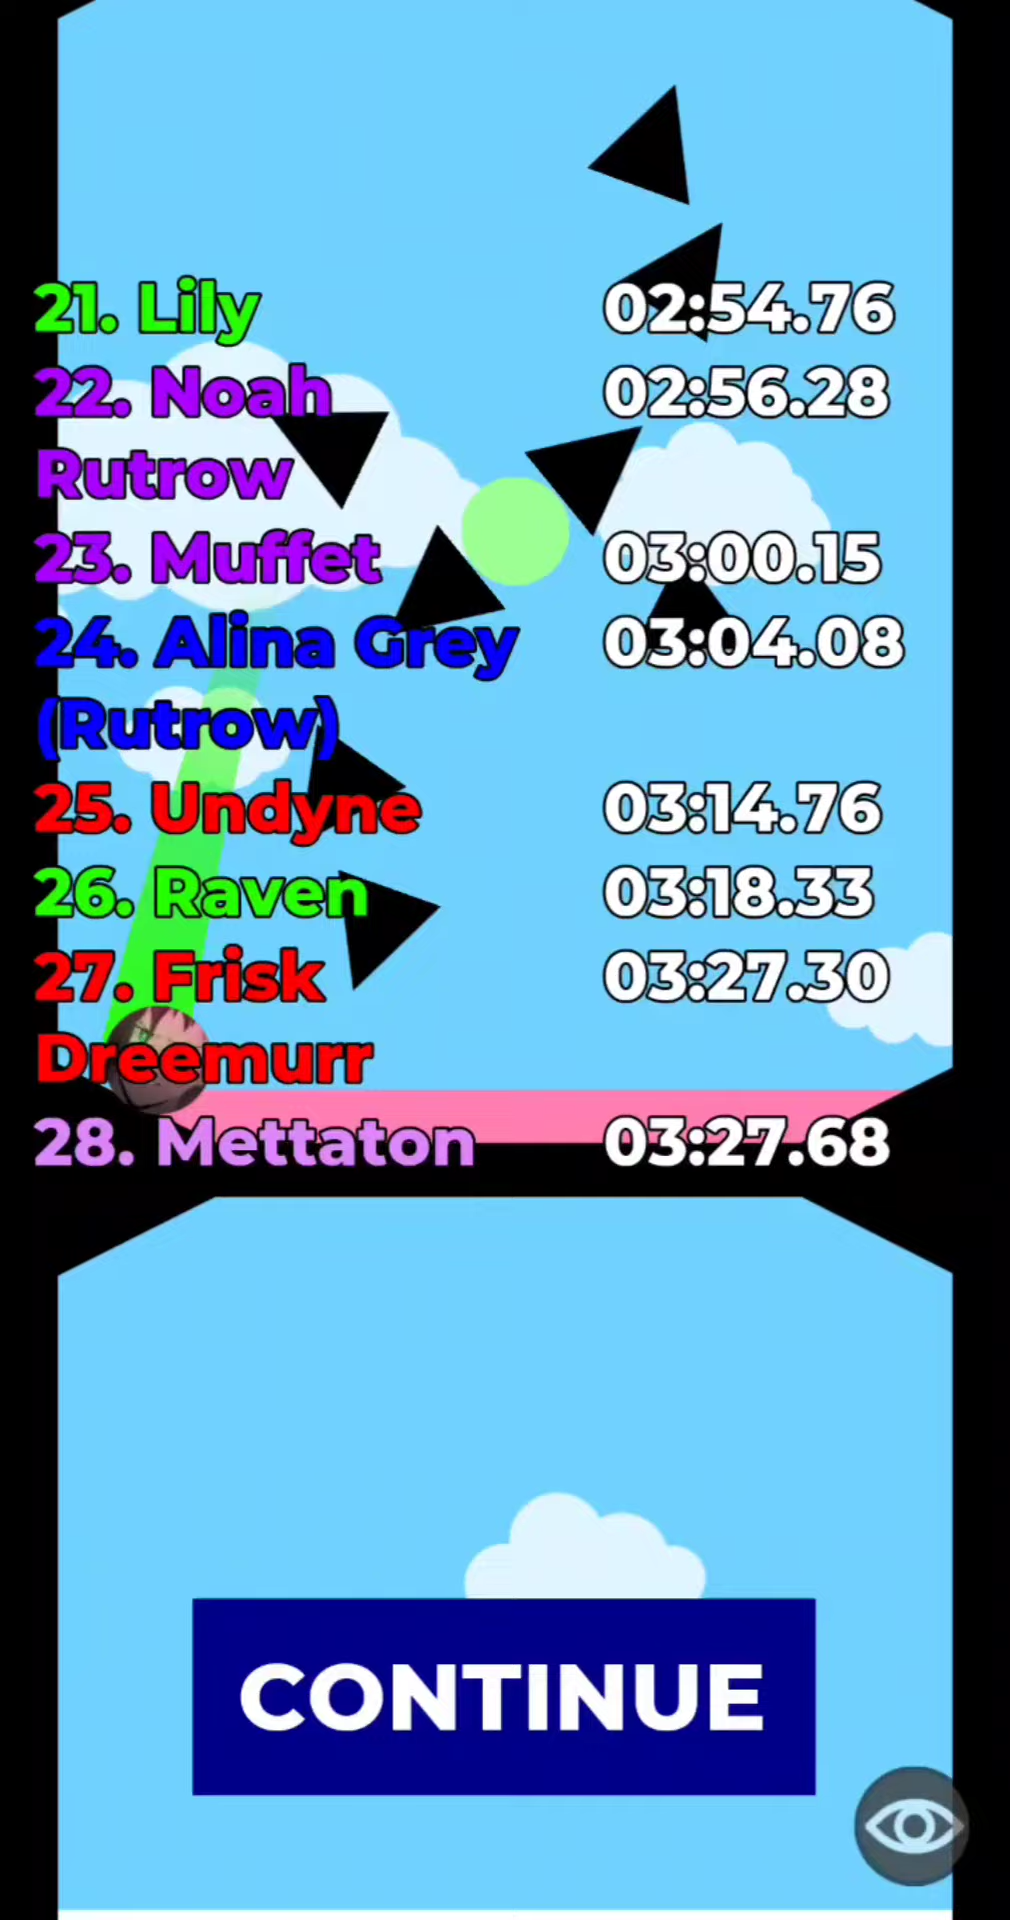 21. Lily 02:54.76
22. Noah 02:56.28
Rutrow
23. Muffet 03:00.15
24. Alina Grey 03:04.08
(Rutrow)
25. Undyne 03:14.76
26. Raven 03:18.33
27. Frisk 03:27.30
Dreemurr
28. Mettaton 03:27.68
CONTINUE